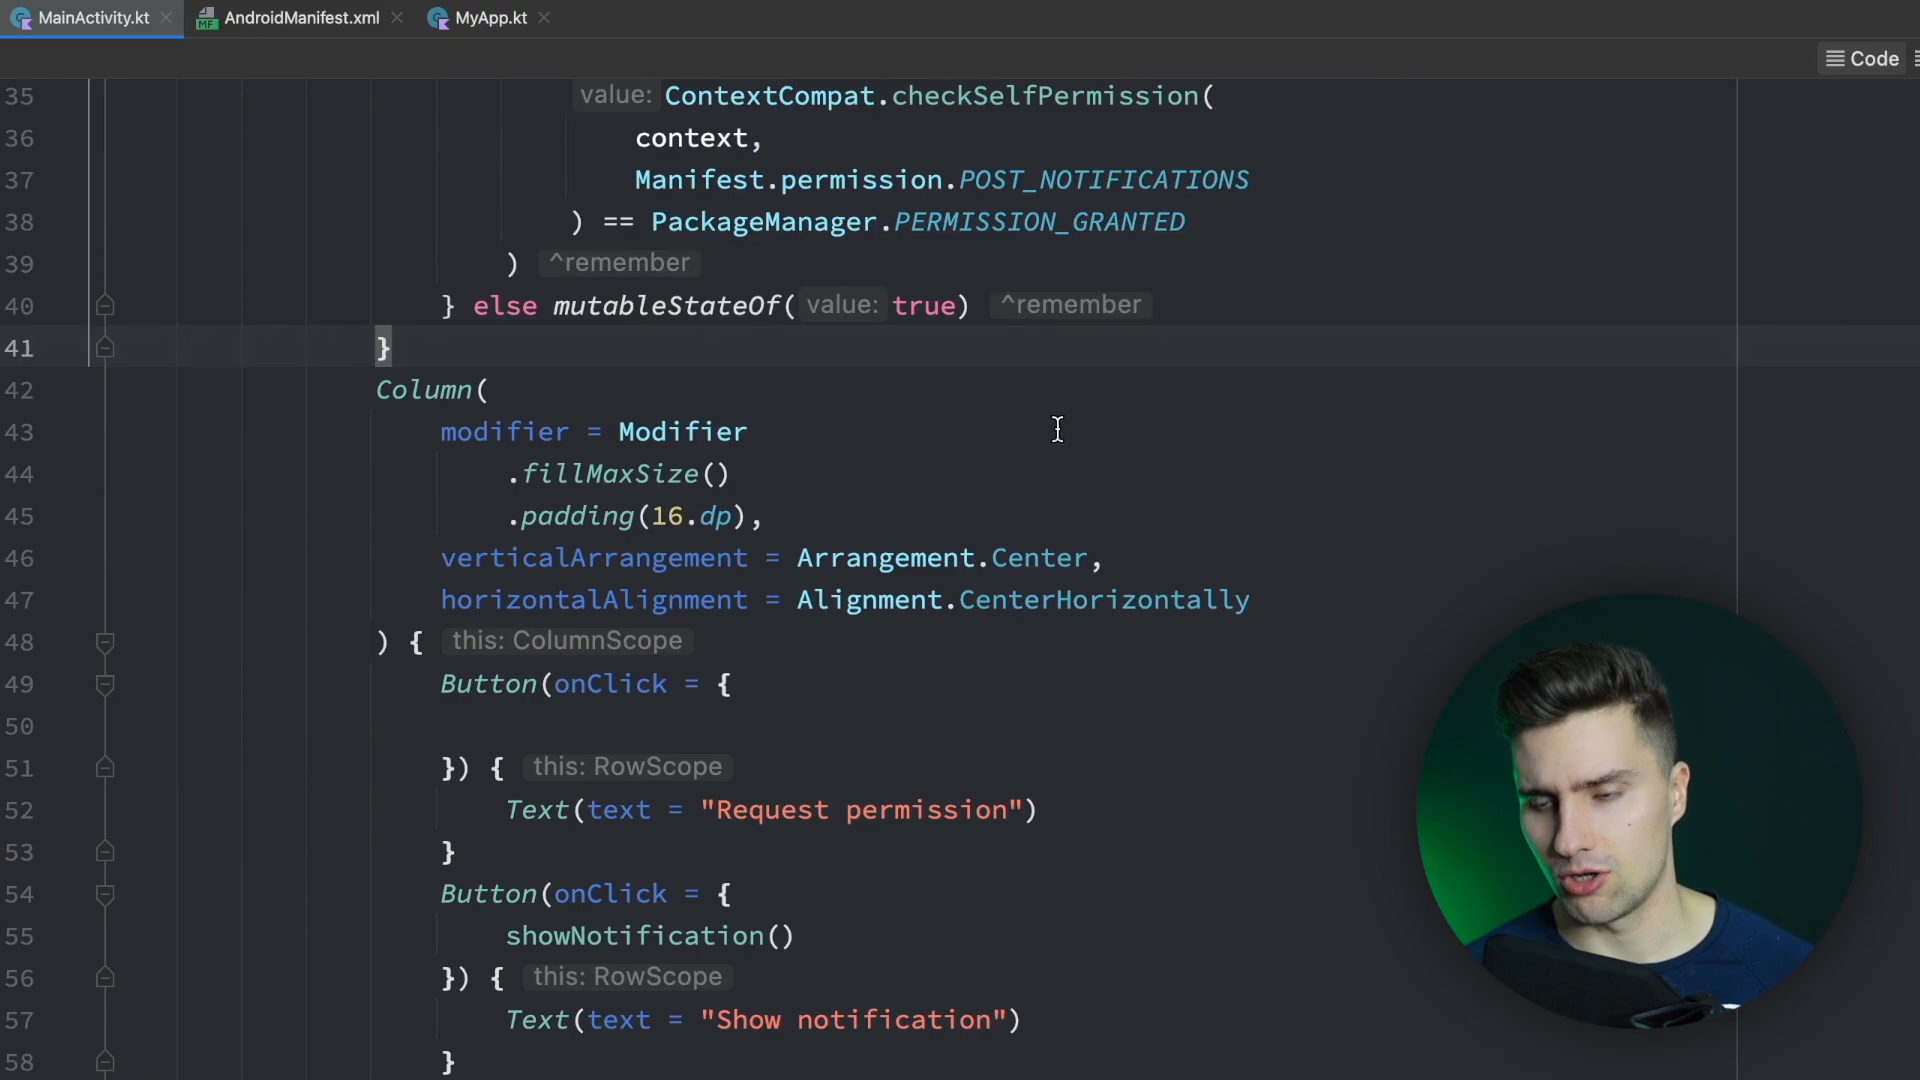 MainActivity.kt
AndroidManifest.xml
MyApp.kt
Code
35 value: ContextCompat.checkSelfPermission(
36 context,
37 Manifest.permission.POST_NOTIFICATIONS
38 ) == PackageManager.PERMISSION_GRANTED
39 ) ^remember
40 } else mutableStateOf( value: true) ^remember
41 }
42 Column(
43 modifier = Modifier
44 .fillMaxSize()
45 .padding(16.dp),
46 verticalArrangement = Arrangement.Center,
47 horizontalAlignment = Alignment.CenterHorizontally
48 ) { this: ColumnScope
49 Button(onClick = {
50
51 }) { this: RowScope
52 Text(text = "Request permission")
53 }
54 Button(onClick = {
55 showNotification()
56 }) { this: RowScope
57 Text(text = "Show notification")
58 }